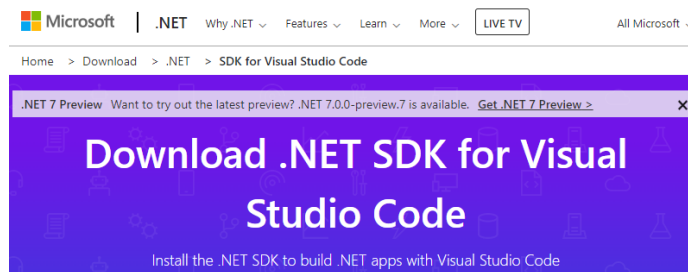 Microsoft .NET Why .NET Features Learn More LIVE TV All Microsoft
Home > Download > .NET > SDK for Visual Studio Code
.NET 7 Preview Want to try out the latest preview? .NET 7.0.0-preview.7 is available. Get .NET 7 Preview >
Download .NET SDK for Visual
Studio Code
Install the .NET SDK to build .NET apps with Visual Studio Code